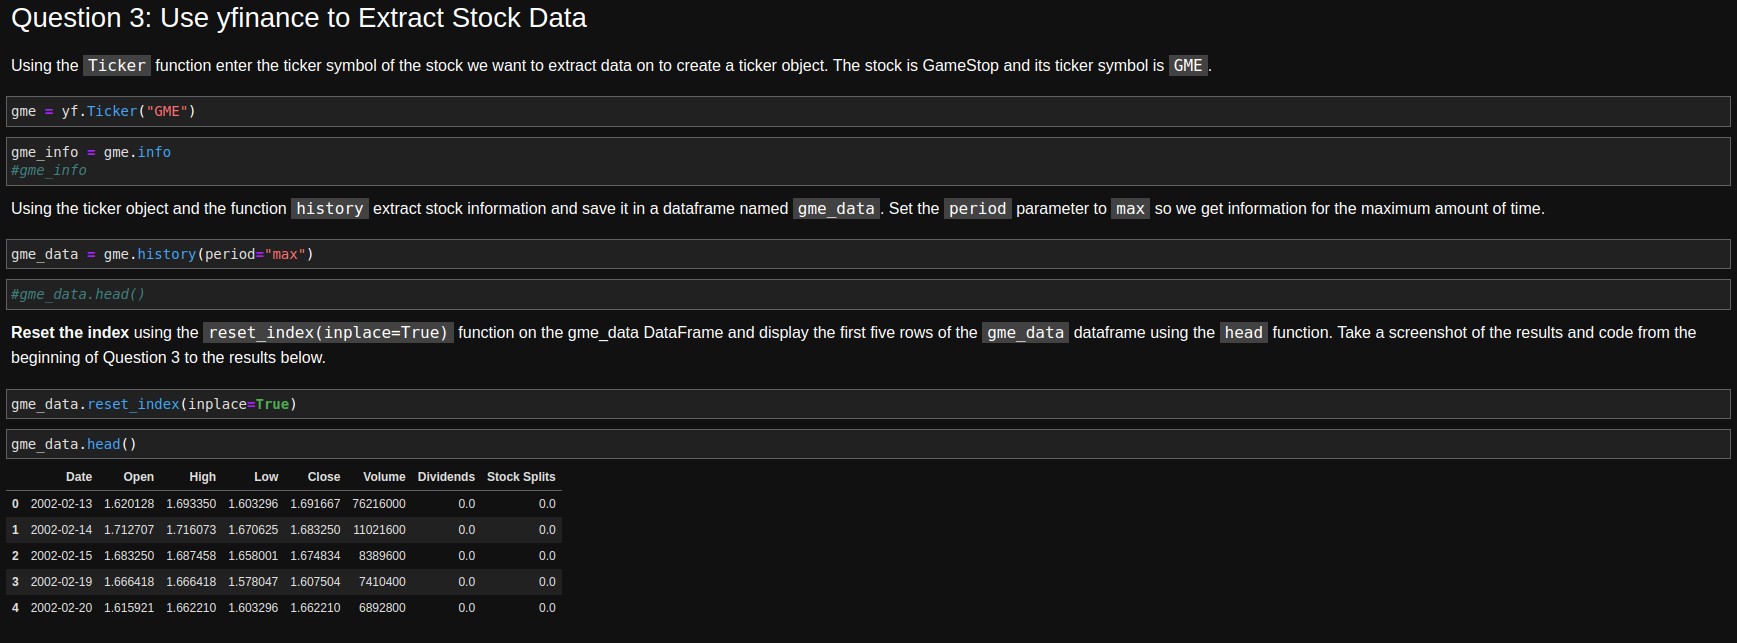 Question 3: Use yfinance to Extract Stock Data
Using the Ticker function enter the ticker symbol of the stock we want to extract data on to create a ticker object. The stock is GameStop and its ticker symbol is GME.
gme = yf.Ticker("GME")
gme_info = gme.info
#gme_info
Using the ticker object and the function history extract stock information and save it in a dataframe named gme_data. Set the period parameter to max so we get information for the maximum amount of time.
gme_data = gme.history(period="max")
#gme_data.head()
Reset the index using the reset_index(inplace=True) function on the gme_data DataFrame and display the first five rows of the gme_data dataframe using the head function. Take a screenshot of the results and code from the
beginning of Question 3 to the results below.
gme_data.reset_index(inplace=True)
gme_data.head()
Date Open High Low Close Volume Dividends Stock Splits
0 2002-02-13 1.620128 1.693350 1.603296 1.691667 76216000 0.0 0.0
1 2002-02-14 1.712707 1.716073 1.670625 1.683250 11021600 0.0 0.0
2 2002-02-15 1.683250 1.687458 1.658001 1.674834 8389600 0.0 0.0
3 2002-02-19 1.666418 1.666418 1.578047 1.607504 7410400 0.0 0.0
4 2002-02-20 1.615921 1.662210 1.603296 1.662210 6892800 0.0 0.0